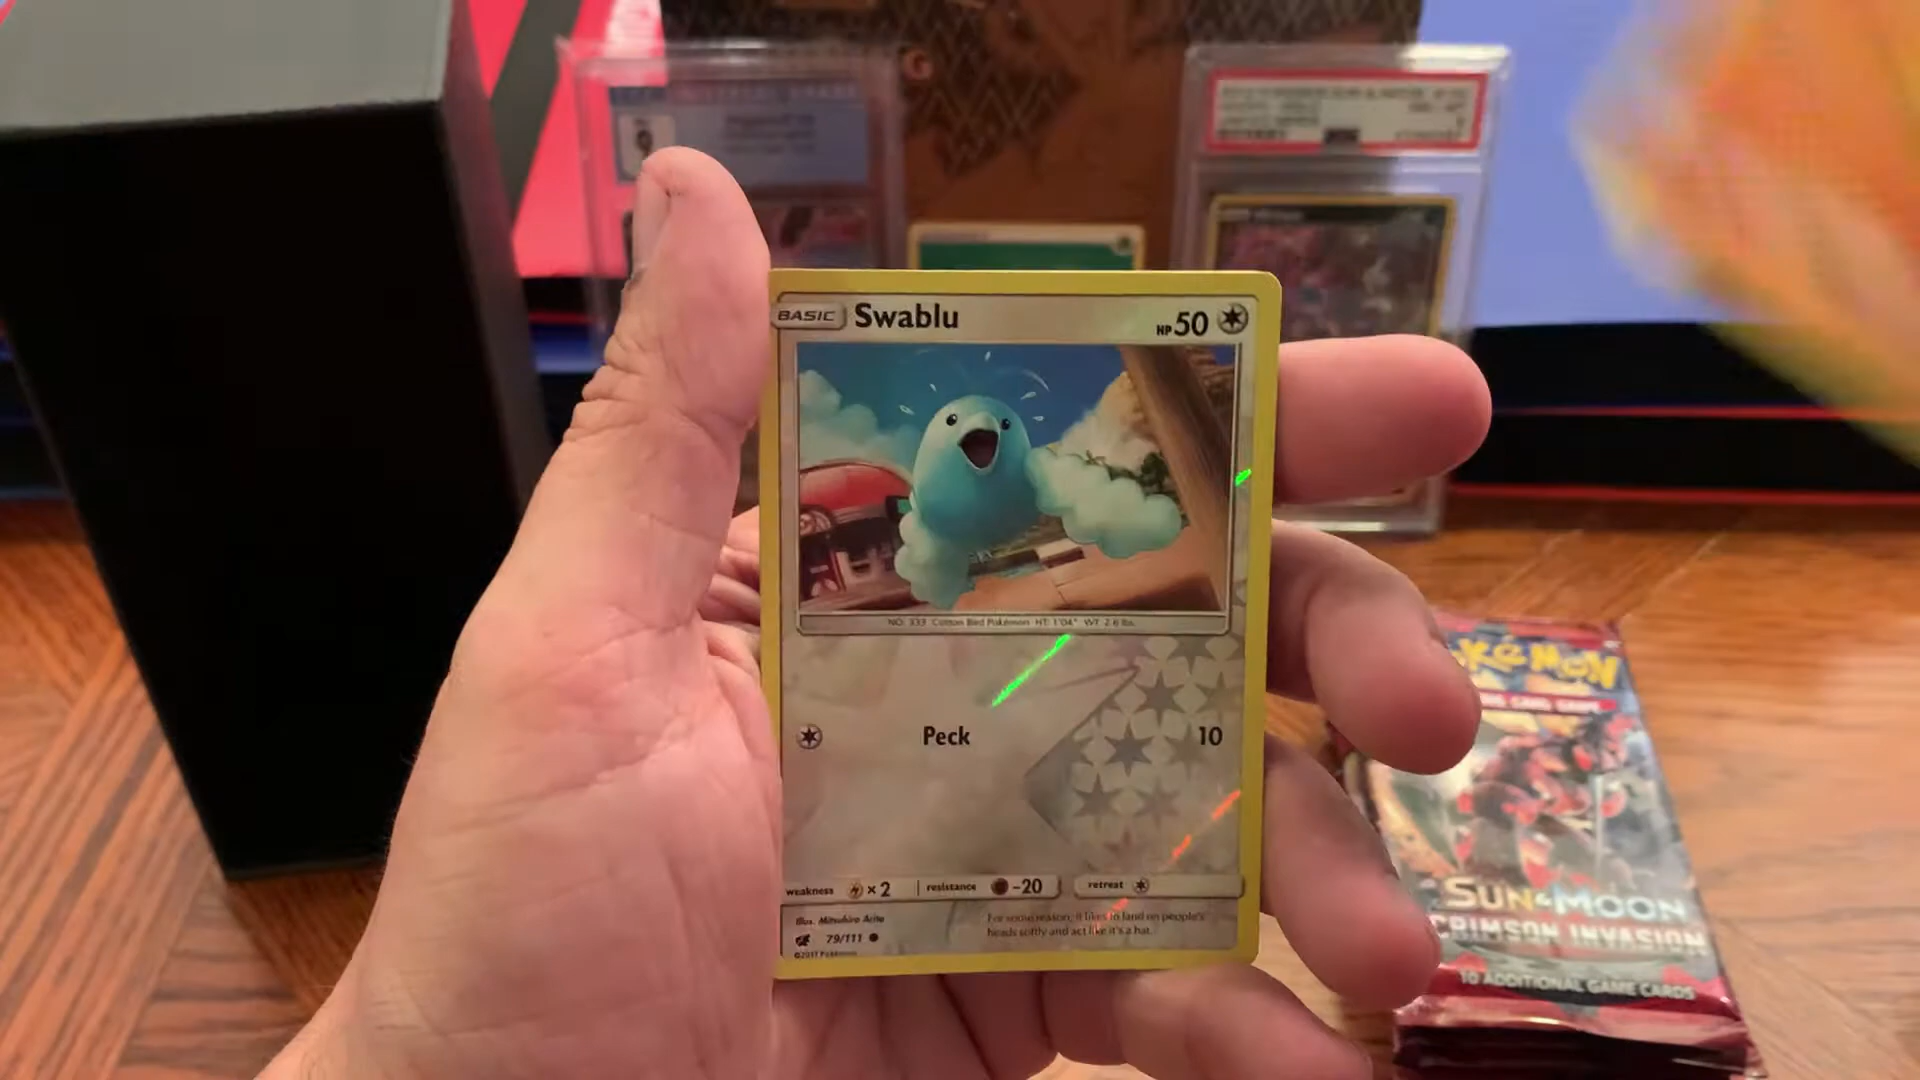 BASIC Swablu HP 50
NO. 333 Cotton Bird Pokémon HT: 1'04" WT: 2.6 lbs.
Peck 10
weakness × 2 resistance -20 retreat
Illus. Mitsuhiro Arita
For some reason, it likes to land on people's
heads softly and act like it's a hat.
79/111
©2017 Pokémon
POKéMON
SUN & MOON
CRIMSON INVASION
10 ADDITIONAL GAME CARDS